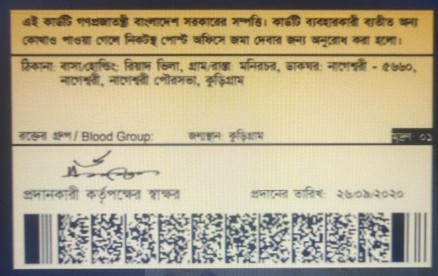 এই কার্ডটি গণপ্রজাতন্ত্রী বাংলাদেশ সরকারের সম্পত্তি। কার্ডটি ব্যবহারকারী ব্যতীত অন্য
কোথাও পাওয়া গেলে নিকটস্থ পোস্ট অফিসে জমা দেবার জন্য অনুরোধ করা হলো।
ঠিকানা: বাসা/হোল্ডিং: রিয়াদ ভিলা, গ্রাম/রাস্তা: মনিরচর, ডাকঘর: নাগেশ্বরী - ৫৬৬০,
নাগেশ্বরী, নাগেশ্বরী পৌরসভা, কুড়িগ্রাম
রক্তের গ্রুপ / Blood Group: জন্মস্থান: কুড়িগ্রাম মুদ্রণ: ০১
প্রদানকারী কর্তৃপক্ষের স্বাক্ষর প্রদানের তারিখ: ২৬/০৯/২০২০